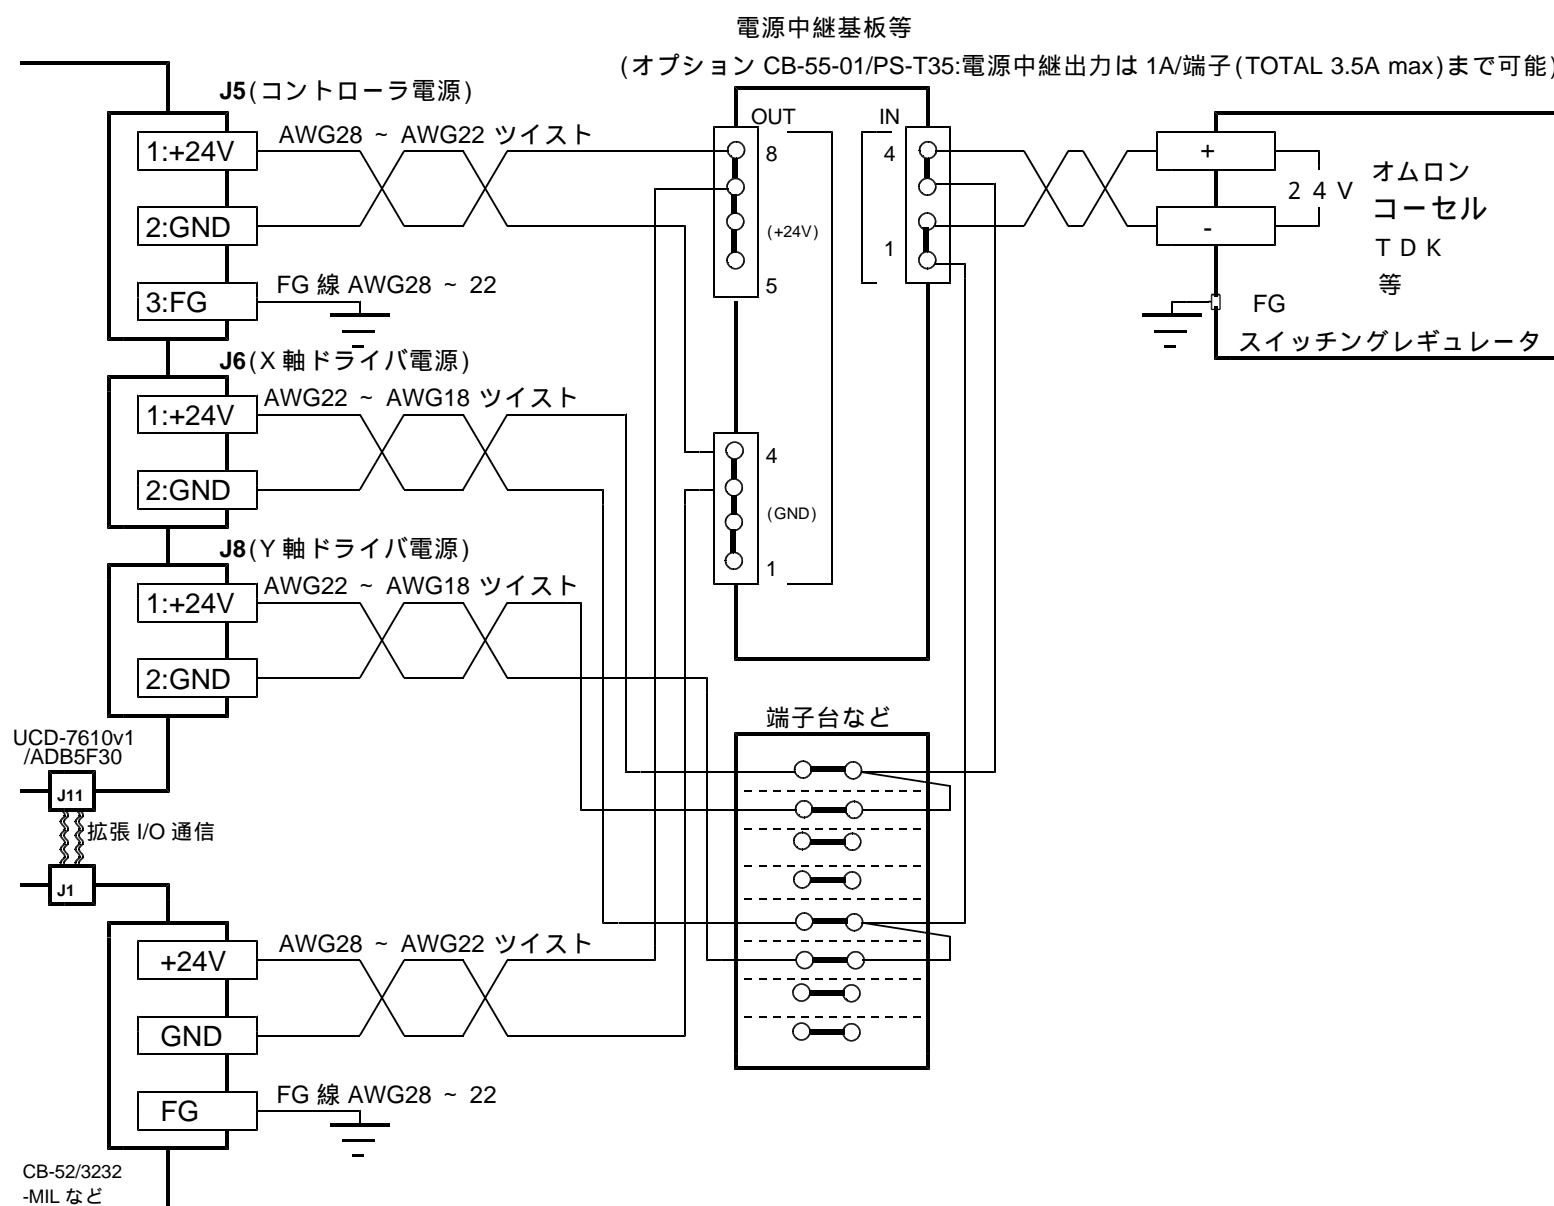 電源中継基板等
(オプション CB-55-01/PS-T35:電源中継出力は 1A/端子(TOTAL 3.5A max)まで可能)
J5(コントローラ電源)
AWG28 ~ AWG22 ツイスト
1:+24V
2:GND
FG 線 AWG28 ~ 22
3:FG
OUT
IN
8
(+24V)
5
4
1
4
(GND)
1
+
-
24V
オムロン
コーセル
TDK
等
FG
スイッチングレギュレータ
J6(X 軸ドライバ電源)
AWG22 ~ AWG18 ツイスト
1:+24V
2:GND
J8(Y 軸ドライバ電源)
AWG22 ~ AWG18 ツイスト
1:+24V
2:GND
端子台など
UCD-7610v1
/ADB5F30
J11
拡張 I/O 通信
J1
AWG28 ~ AWG22 ツイスト
+24V
GND
FG 線 AWG28 ~ 22
FG
CB-52/3232
-MIL など